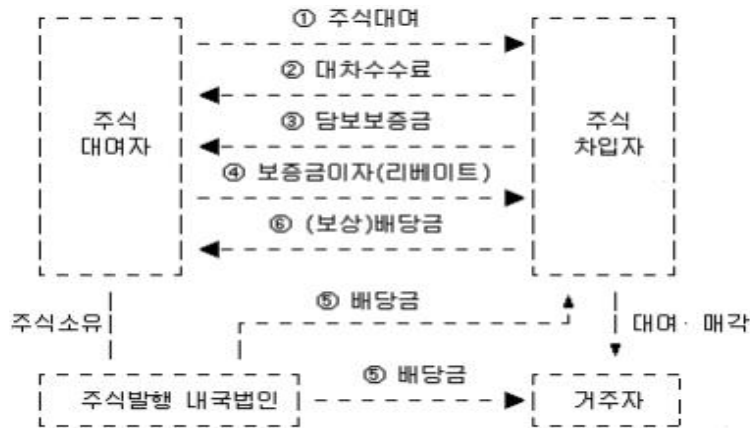 ① 주식대여
② 대차수수료
③ 담보보증금
주식
대여자
주식
차입자
④ 보증금이자(리베이트)
⑥ (보상)배당금
⑤ 배당금
주식소유
대여· 매각
⑤ 배당금
주식발행 내국법인
거주자